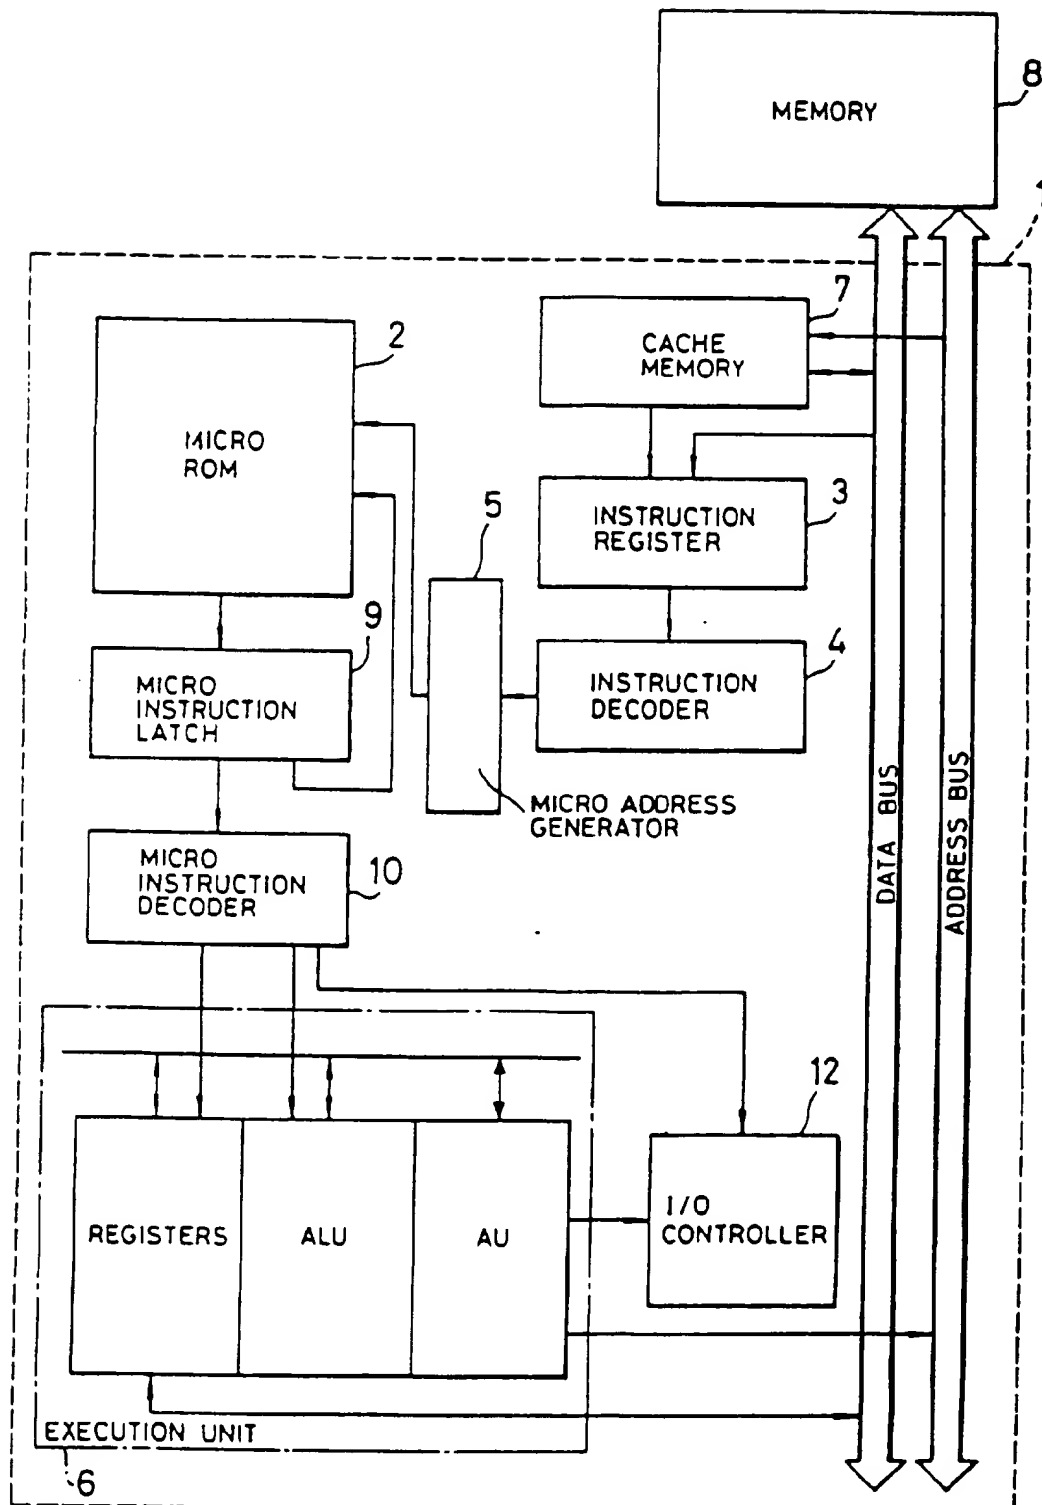 MEMORY
8
7
CACHE
MEMORY
2
MICRO
ROM
3
INSTRUCTION
REGISTER
5
9
MICRO
INSTRUCTION
LATCH
4
INSTRUCTION
DECODER
MICRO ADDRESS
GENERATOR
DATA BUS
ADDRESS BUS
MICRO
INSTRUCTION
DECODER
10
12
REGISTERS
ALU
AU
I/O
CONTROLLER
EXECUTION UNIT
6